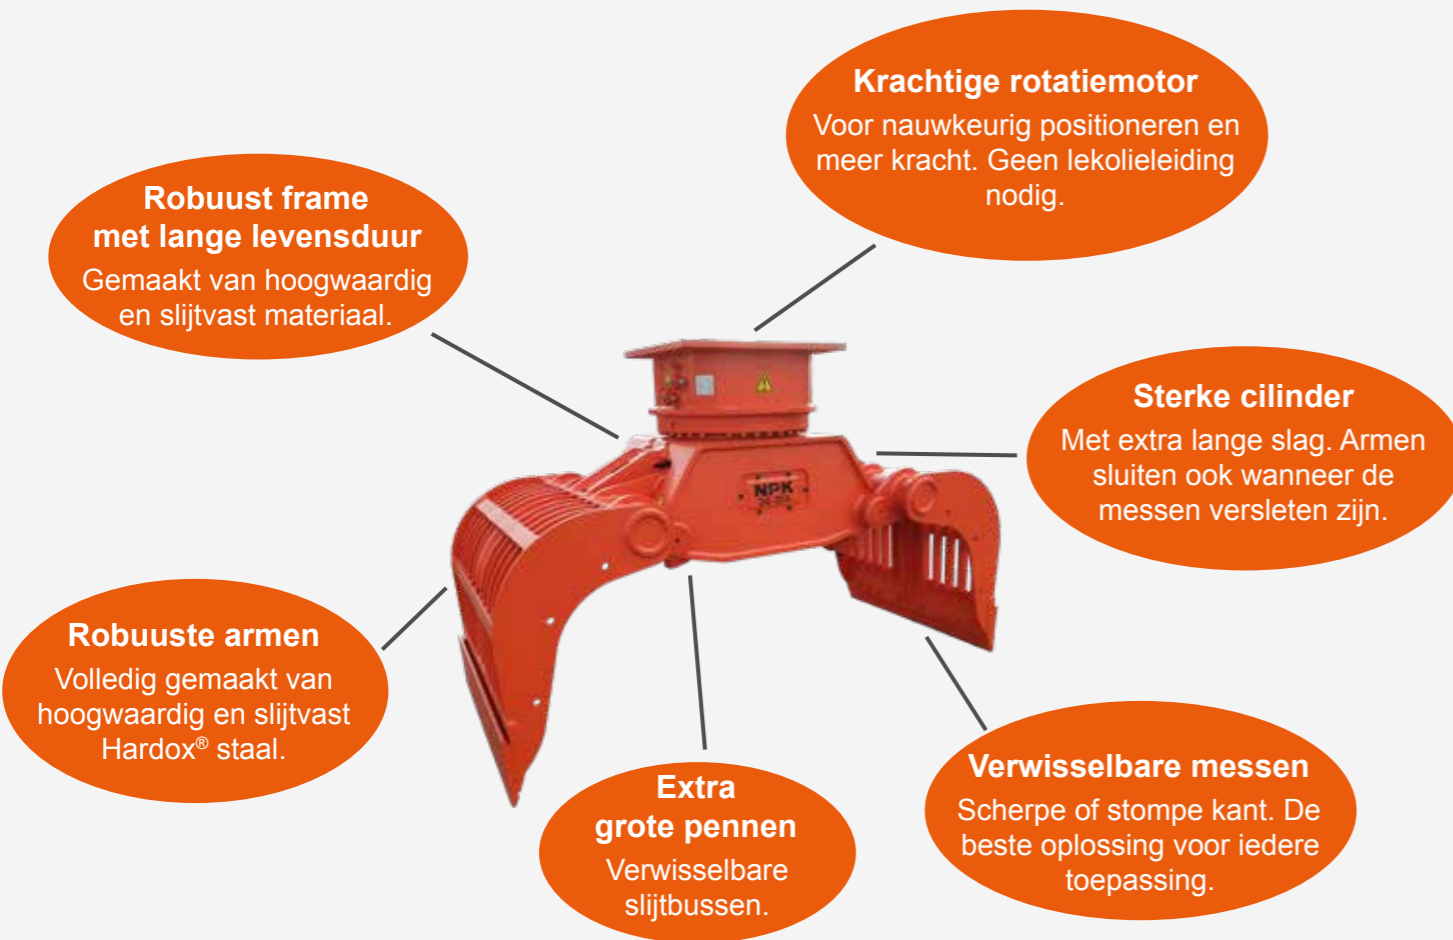 Krachtige rotatiemotor
Voor nauwkeurig positioneren en
meer kracht. Geen lekolieleiding
nodig.
Robuust frame
met lange levensduur
Gemaakt van hoogwaardig
en slijtvast materiaal.
Sterke cilinder
Met extra lange slag. Armen
sluiten ook wanneer de
messen versleten zijn.
NPK
Robuuste armen
Volledig gemaakt van
hoogwaardig en slijtvast
Hardox® staal.
Extra
grote pennen
Verwisselbare
slijtbussen.
Verwisselbare messen
Scherpe of stompe kant. De
beste oplossing voor iedere
toepassing.